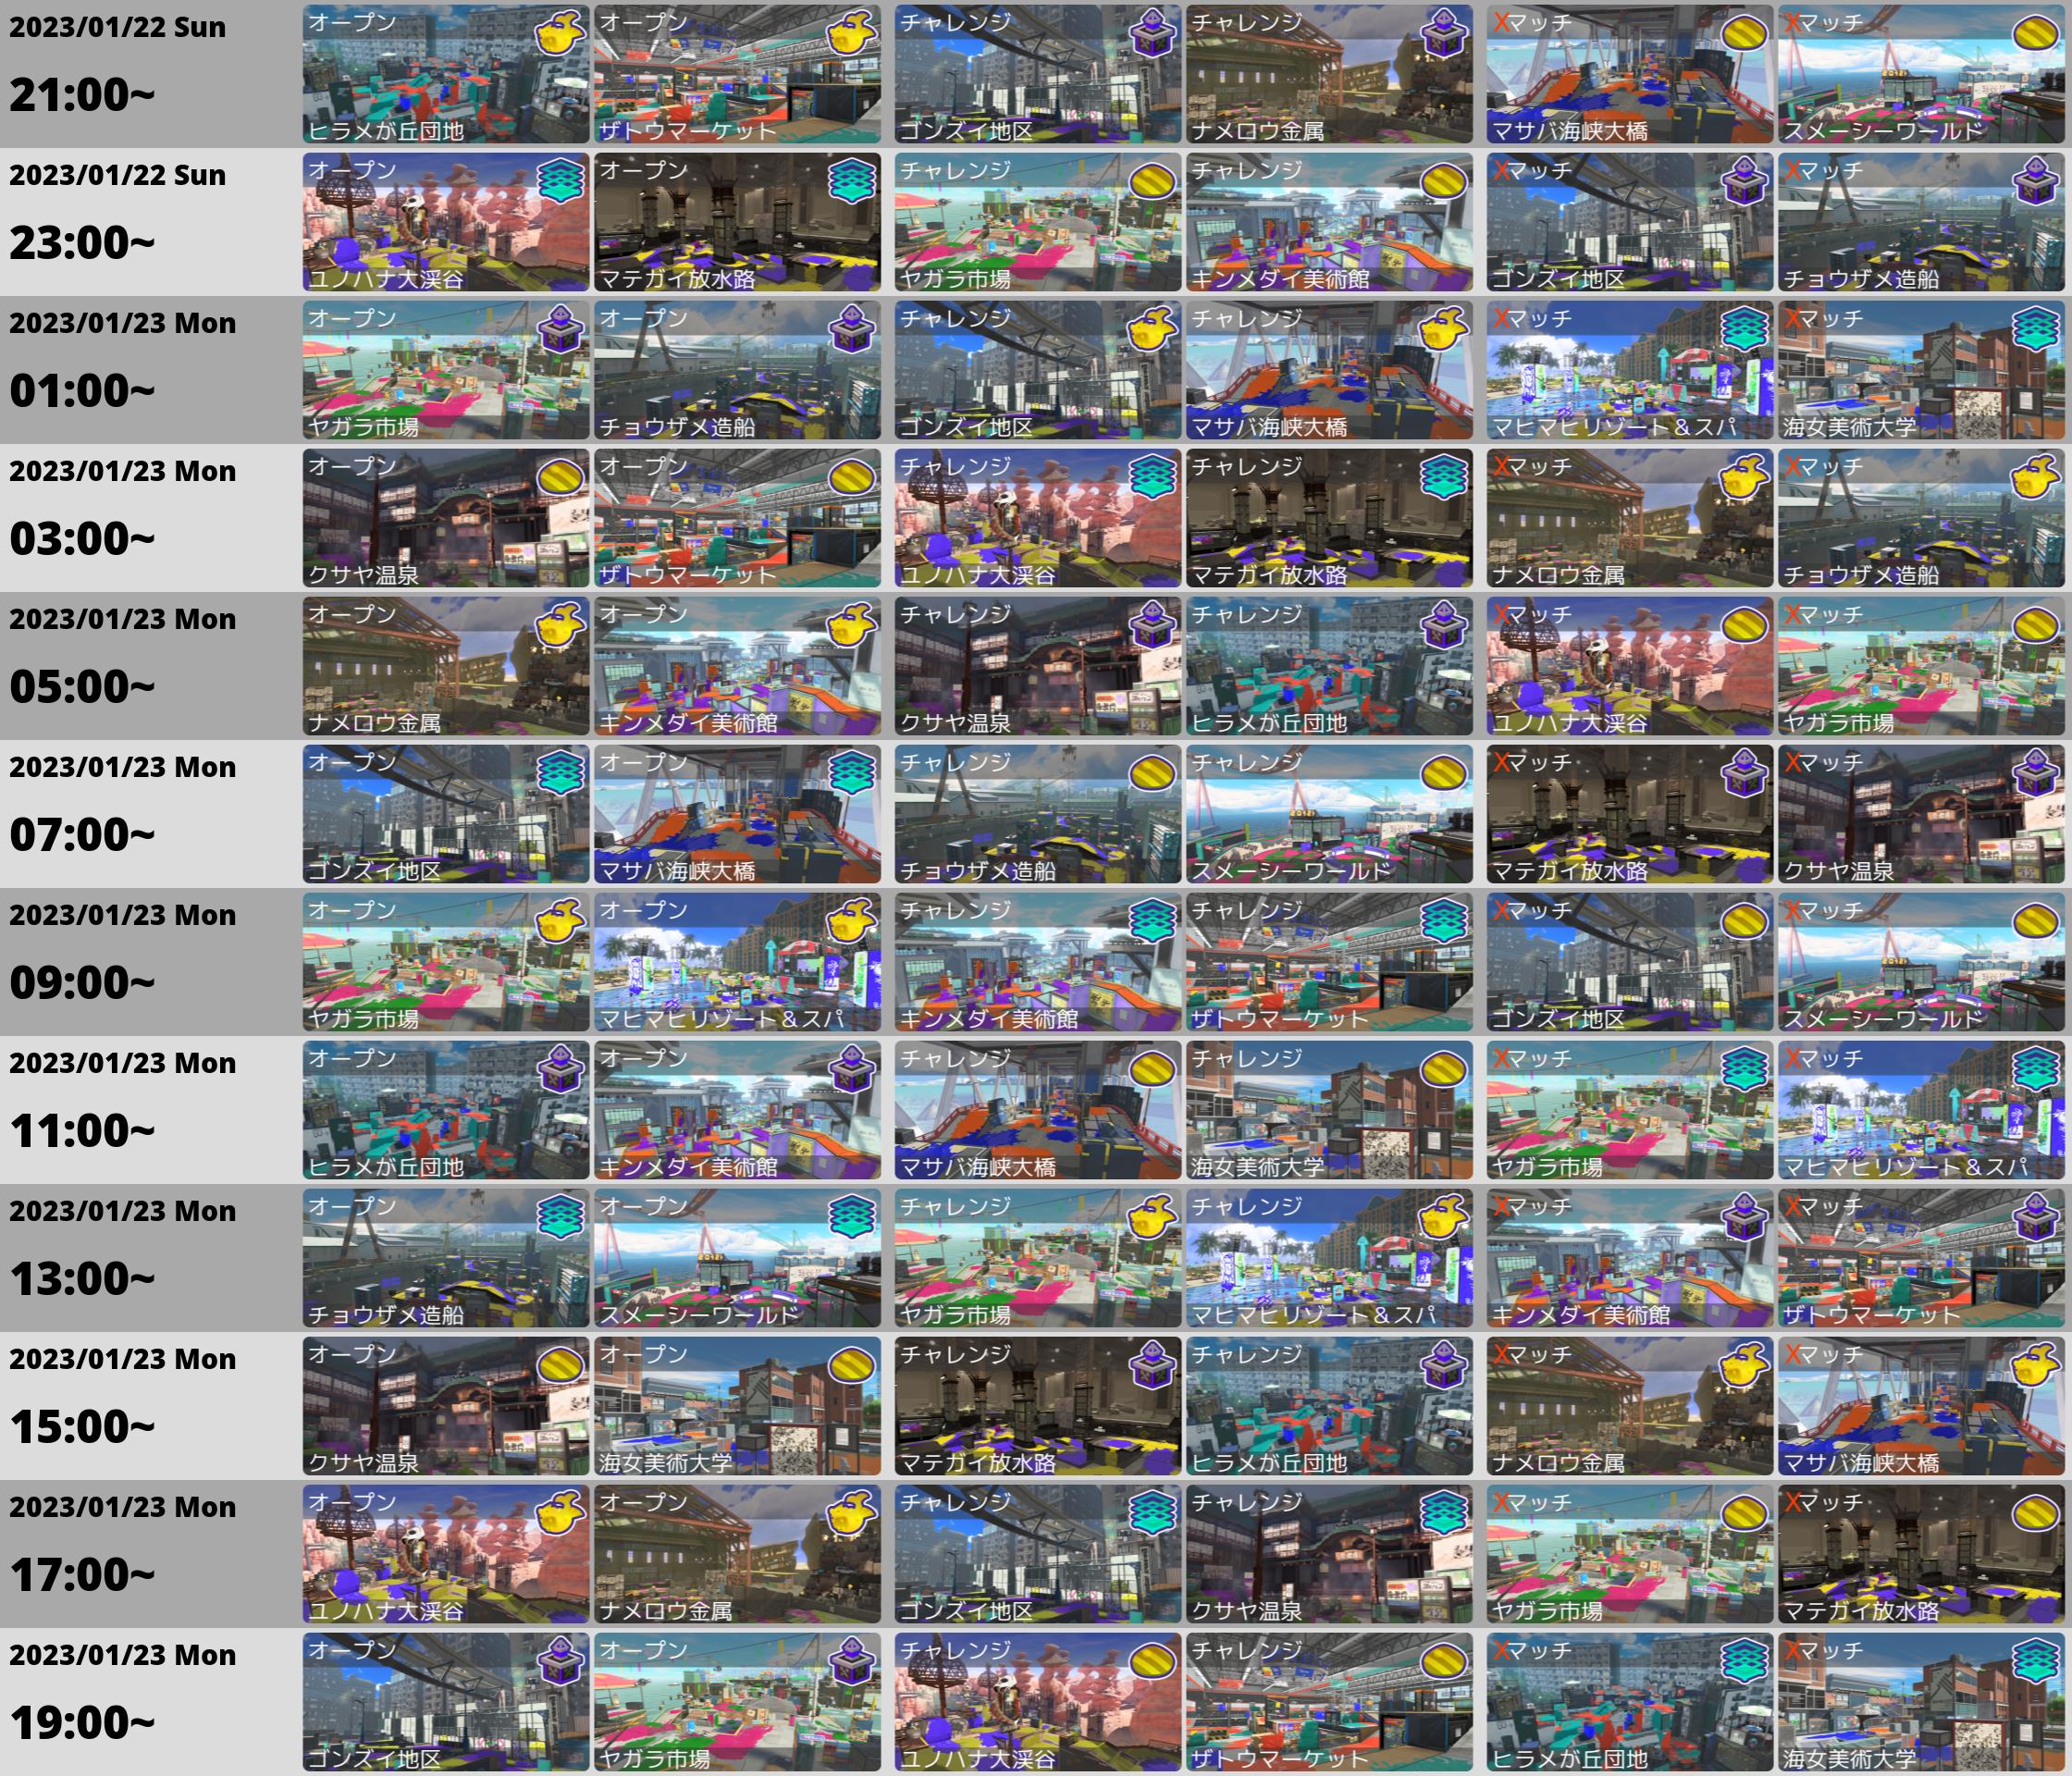 2023/01/22 Sun
21:00~
オープン オープン チャレンジ チャレンジ Xマッチ Xマッチ
ヒラメが丘団地 ザトウマーケット ゴンズイ地区 ナメロウ金属 マサバ海峡大橋 スメーシーワールド
2023/01/22 Sun
23:00~
オープン オープン チャレンジ チャレンジ Xマッチ Xマッチ
ユノハナ大渓谷 マテガイ放水路 ヤガラ市場 キンメダイ美術館 ゴンズイ地区 チョウザメ造船
2023/01/23 Mon
01:00~
オープン オープン チャレンジ チャレンジ Xマッチ Xマッチ
ヤガラ市場 チョウザメ造船 ゴンズイ地区 マサバ海峡大橋 マヒマヒリゾート&スパ 海女美術大学
2023/01/23 Mon
03:00~
オープン オープン チャレンジ チャレンジ Xマッチ Xマッチ
クサヤ温泉 ザトウマーケット ユノハナ大渓谷 マテガイ放水路 ナメロウ金属 チョウザメ造船
2023/01/23 Mon
05:00~
オープン オープン チャレンジ チャレンジ Xマッチ Xマッチ
ナメロウ金属 キンメダイ美術館 クサヤ温泉 ヒラメが丘団地 ユノハナ大渓谷 ヤガラ市場
2023/01/23 Mon
07:00~
オープン オープン チャレンジ チャレンジ Xマッチ Xマッチ
ゴンズイ地区 マサバ海峡大橋 チョウザメ造船 スメーシーワールド マテガイ放水路 クサヤ温泉
2023/01/23 Mon
09:00~
オープン オープン チャレンジ チャレンジ Xマッチ Xマッチ
ヤガラ市場 マヒマヒリゾート&スパ キンメダイ美術館 ザトウマーケット ゴンズイ地区 スメーシーワールド
2023/01/23 Mon
11:00~
オープン オープン チャレンジ チャレンジ Xマッチ Xマッチ
ヒラメが丘団地 キンメダイ美術館 マサバ海峡大橋 海女美術大学 ヤガラ市場 マヒマヒリゾート&スパ
2023/01/23 Mon
13:00~
オープン オープン チャレンジ チャレンジ Xマッチ Xマッチ
チョウザメ造船 スメーシーワールド ヤガラ市場 マヒマヒリゾート&スパ キンメダイ美術館 ザトウマーケット
2023/01/23 Mon
15:00~
オープン オープン チャレンジ チャレンジ Xマッチ Xマッチ
クサヤ温泉 海女美術大学 マテガイ放水路 ヒラメが丘団地 ナメロウ金属 マサバ海峡大橋
2023/01/23 Mon
17:00~
オープン オープン チャレンジ チャレンジ Xマッチ Xマッチ
ユノハナ大渓谷 ナメロウ金属 ゴンズイ地区 クサヤ温泉 ヤガラ市場 マテガイ放水路
2023/01/23 Mon
19:00~
オープン オープン チャレンジ チャレンジ Xマッチ Xマッチ
ゴンズイ地区 ヤガラ市場 ユノハナ大渓谷 ザトウマーケット ヒラメが丘団地 海女美術大学